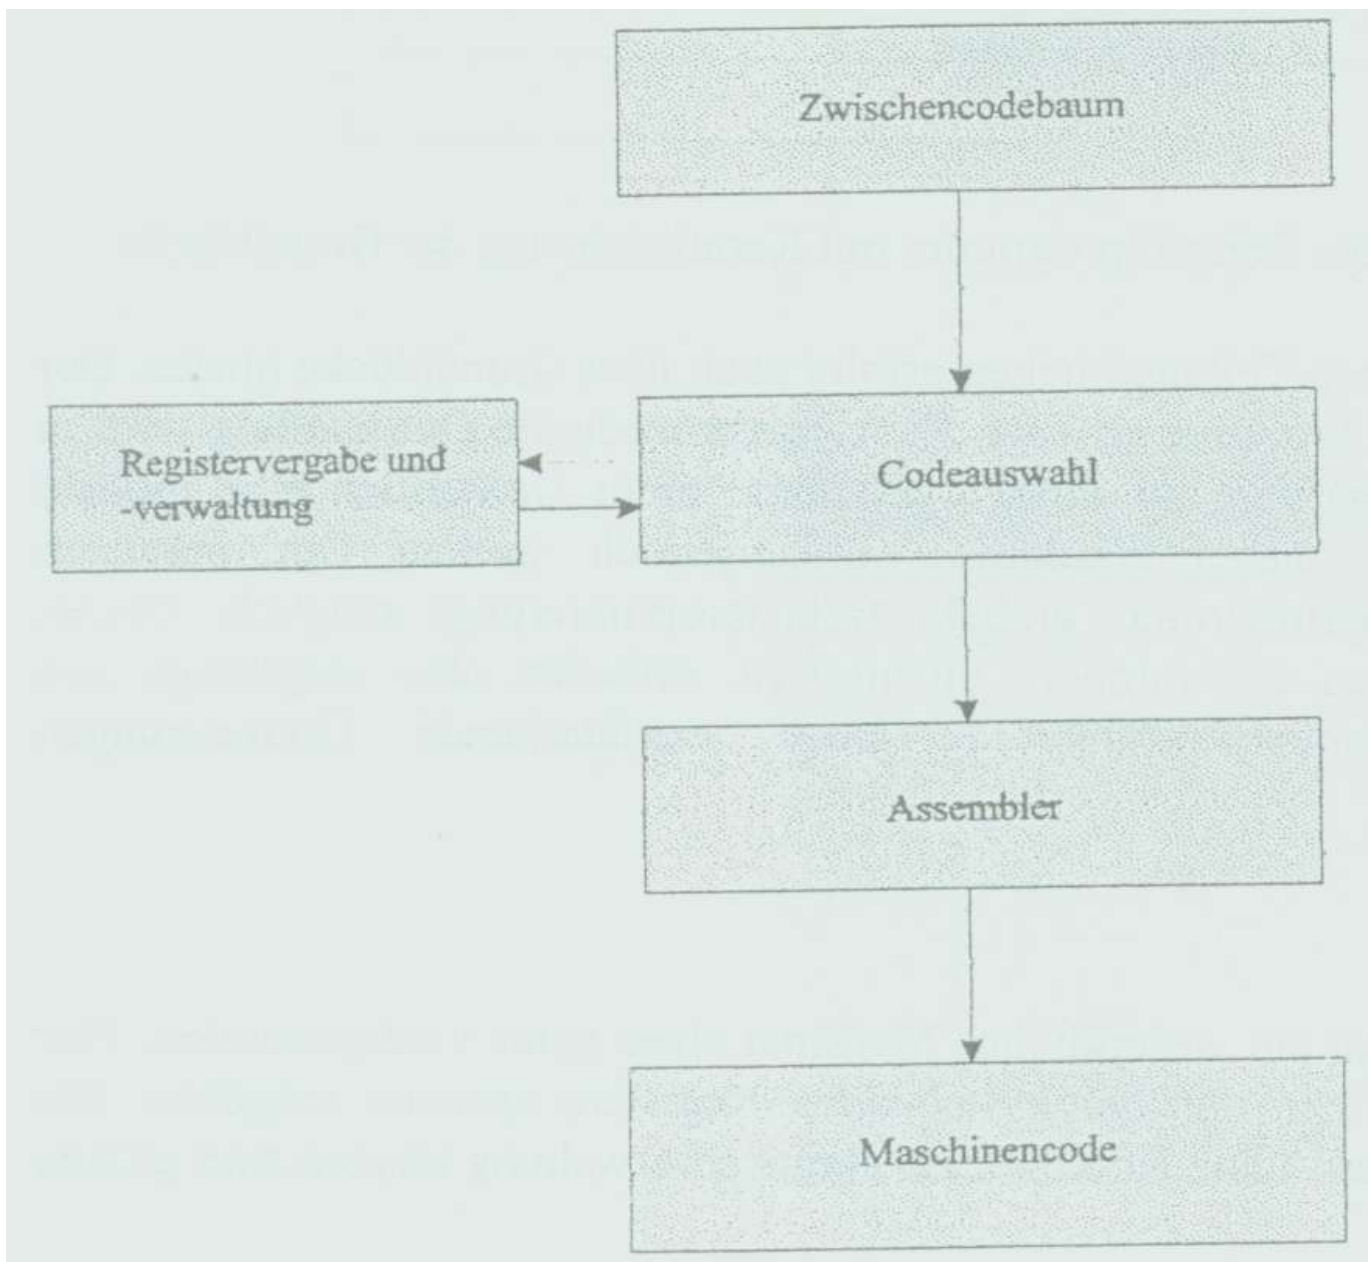 Zwischencodebaum
Registervergabe und
-verwaltung
Codeauswahl
Assembler
Maschinencode